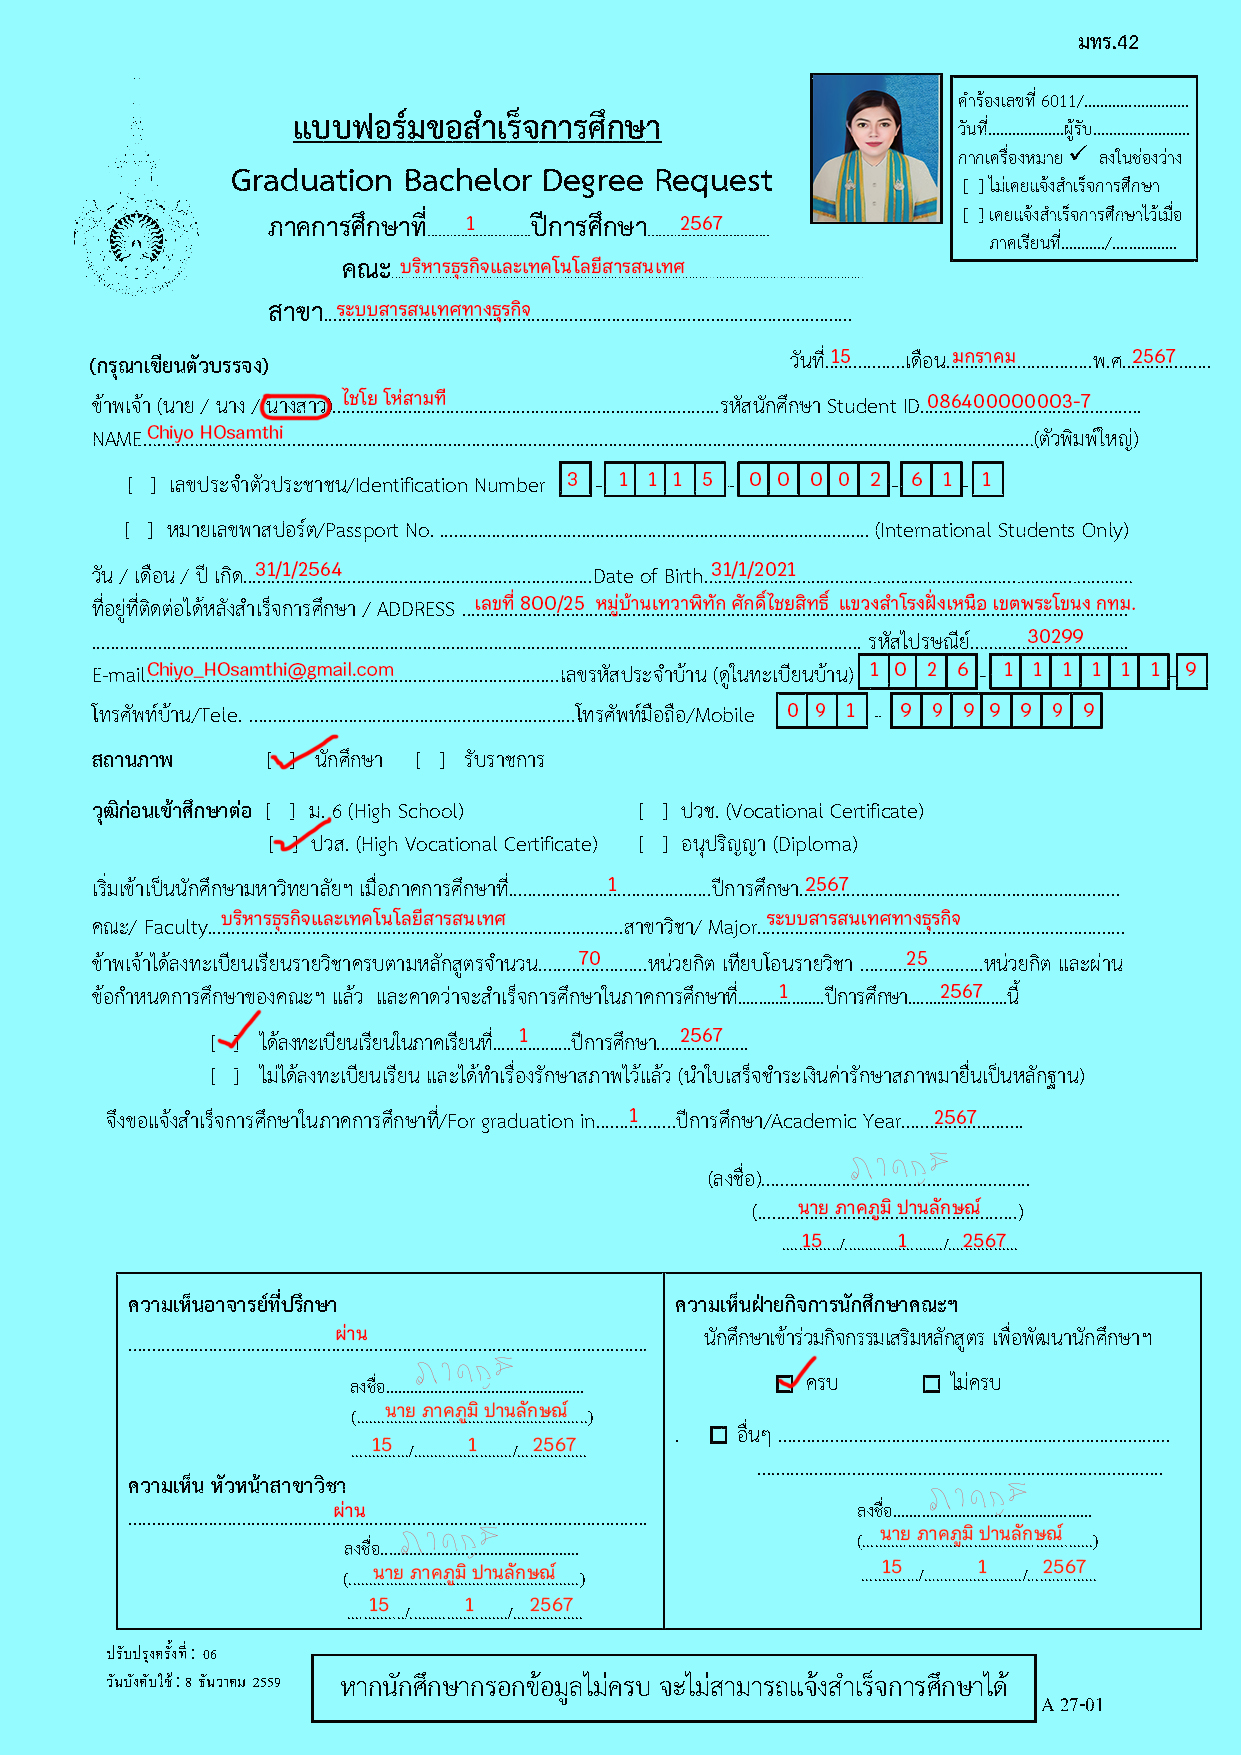 มทร.42
คำร้องเลขที่ 6011/..........................
วันที่...................ผู้รับ........................
กากเครื่องหมาย ✓ ลงในช่องว่าง
[ ] ไม่เคยแจ้งสำเร็จการศึกษา
[ ] เคยแจ้งสำเร็จการศึกษาไว้เมื่อ
ภาคเรียนที่.........../................
แบบฟอร์มขอสำเร็จการศึกษา
Graduation Bachelor Degree Request
ภาคการศึกษาที่ 1 ปีการศึกษา 2567
คณะ บริหารธุรกิจและเทคโนโลยีสารสนเทศ
สาขา ระบบสารสนเทศทางธุรกิจ
(กรุณาเขียนตัวบรรจง) วันที่ 15 เดือน มกราคม พ.ศ. 2567
ข้าพเจ้า (นาย / นาง / นางสาว) ไชโย โห่สามที รหัสนักศึกษา Student ID. 086400000003-7
NAME Chiyo HOsamthi (ตัวพิมพ์ใหญ่)
[ ] เลขประจำตัวประชาชน/Identification Number 3 - 1 1 1 5 - 0 0 0 0 2 - 6 1 - 1
[ ] หมายเลขพาสปอร์ต/Passport No. .......................................... (International Students Only)
วัน / เดือน / ปี เกิด 31/1/2564 Date of Birth 31/1/2021
ที่อยู่ที่ติดต่อได้หลังสำเร็จการศึกษา / ADDRESS เลขที่ 800/25 หมู่บ้านเทวาพิทัก ศักดิ์ไชยสิทธิ์ แขวงสำโรงฝั่งเหนือ เขตพระโขนง กทม.
รหัสไปรษณีย์ 30299
E-mail Chiyo_HOsamthi@gmail.com เลขรหัสประจำบ้าน (ดูในทะเบียนบ้าน) 1 0 2 6 - 1 1 1 1 1 1 - 9
โทรศัพท์บ้าน/Tele. ..........................................โทรศัพท์มือถือ/Mobile 0 9 1 - 9 9 9 9 9 9 9
สถานภาพ [✓] นักศึกษา [ ] รับราชการ
วุฒิก่อนเข้าศึกษาต่อ [ ] ม. 6 (High School) [ ] ปวช. (Vocational Certificate)
[✓] ปวส. (High Vocational Certificate) [ ] อนุปริญญา (Diploma)
เริ่มเข้าเป็นนักศึกษามหาวิทยาลัยฯ เมื่อภาคการศึกษาที่ 1 ปีการศึกษา 2567
คณะ/ Faculty บริหารธุรกิจและเทคโนโลยีสารสนเทศ สาขาวิชา/ Major ระบบสารสนเทศทางธุรกิจ
ข้าพเจ้าได้ลงทะเบียนเรียนรายวิชาครบตามหลักสูตรจำนวน 70 หน่วยกิต เทียบโอนรายวิชา 25 หน่วยกิต และผ่าน
ข้อกำหนดการศึกษาของคณะฯ แล้ว และคาดว่าจะสำเร็จการศึกษาในภาคการศึกษาที่ 1 ปีการศึกษา 2567 นี้
[✓] ได้ลงทะเบียนเรียนในภาคเรียนที่ 1 ปีการศึกษา 2567
[ ] ไม่ได้ลงทะเบียนเรียน และได้ทำเรื่องรักษาสภาพไว้แล้ว (นำใบเสร็จชำระเงินค่ารักษาสภาพมายื่นเป็นหลักฐาน)
จึงขอแจ้งสำเร็จการศึกษาในภาคการศึกษาที่/For graduation in 1 ปีการศึกษา/Academic Year 2567
(ลงชื่อ) ภาคภูมิ
( นาย ภาคภูมิ ปานลักษณ์ )
15 / 1 / 2567
ความเห็นอาจารย์ที่ปรึกษา
ผ่าน
ลงชื่อ ภาคภูมิ
( นาย ภาคภูมิ ปานลักษณ์ )
15 / 1 / 2567
ความเห็น หัวหน้าสาขาวิชา
ผ่าน
ลงชื่อ ภาคภูมิ
( นาย ภาคภูมิ ปานลักษณ์ )
15 / 1 / 2567
ความเห็นฝ่ายกิจการนักศึกษาคณะฯ
นักศึกษาเข้าร่วมกิจกรรมเสริมหลักสูตร เพื่อพัฒนานักศึกษาฯ
☑ ครบ ☐ ไม่ครบ
. ☐ อื่นๆ ..........................................
ลงชื่อ ภาคภูมิ
( นาย ภาคภูมิ ปานลักษณ์ )
15 / 1 / 2567
ปรับปรุงครั้งที่ : 06
วันบังคับใช้ : 8 ธันวาคม 2559
หากนักศึกษากรอกข้อมูลไม่ครบ จะไม่สามารถแจ้งสำเร็จการศึกษาได้
A 27-01